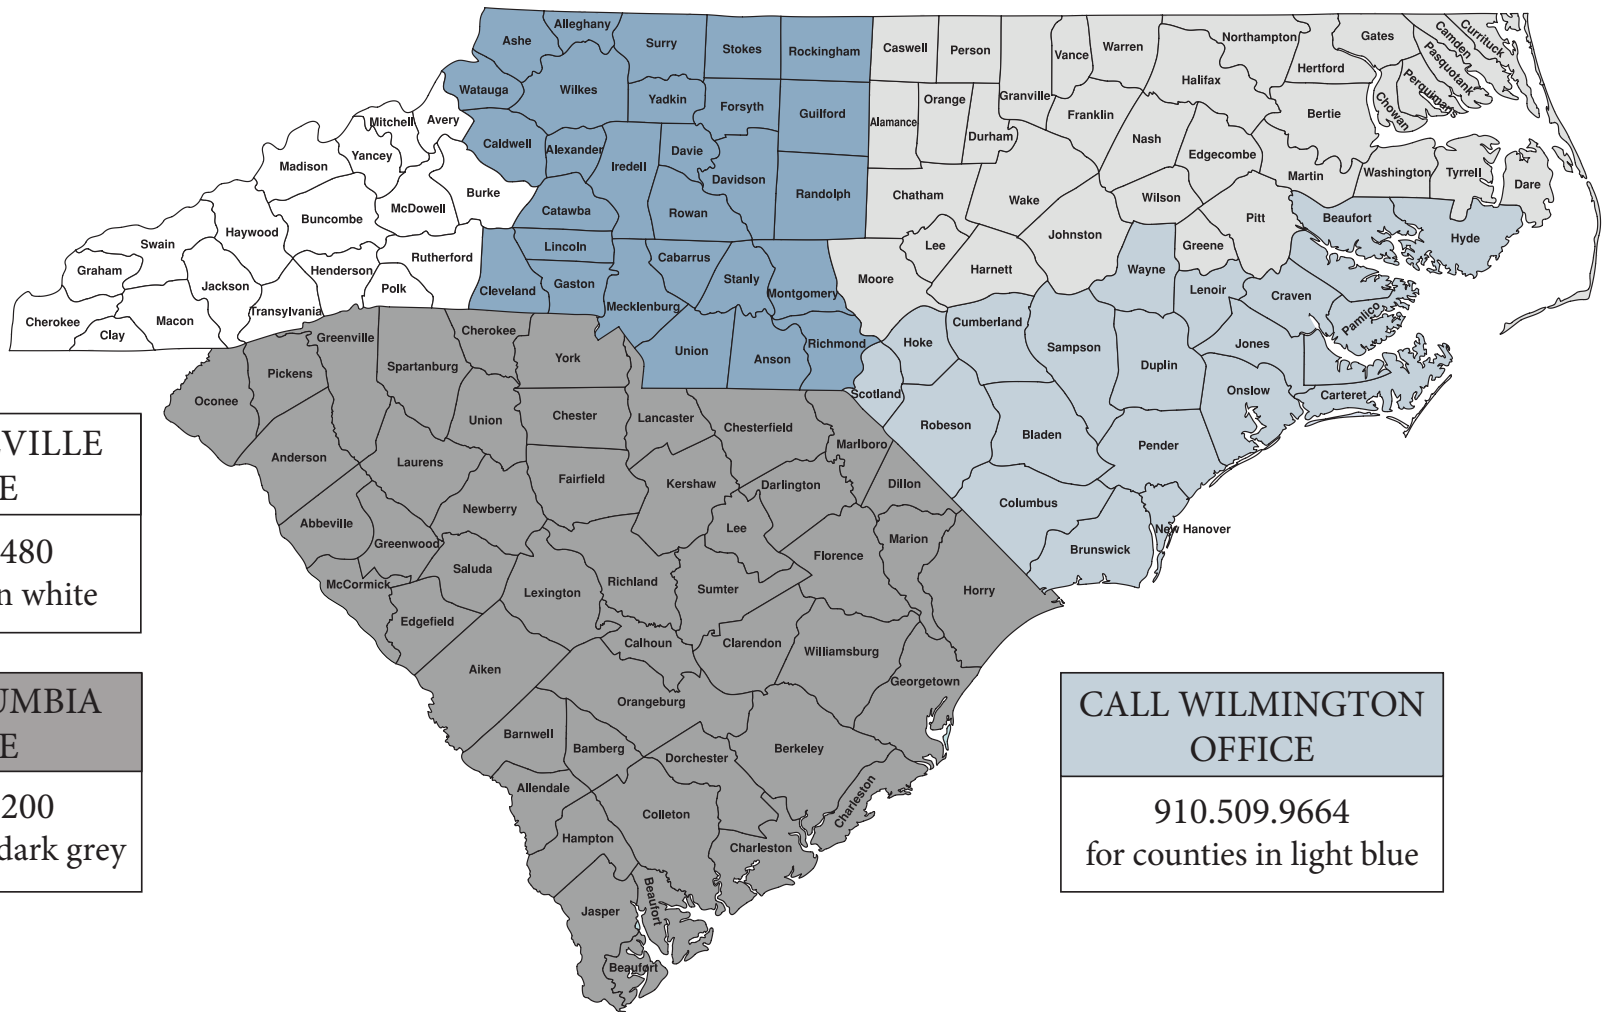 Alleghany
Ashe
Surry
Stokes
Rockingham
Caswell
Person
Vance
Warren
Northampton
Gates
Camden
Currituck
Pasquotank
Perquimans
Chowan
Hertford
Halifax
Granville
Watauga
Wilkes
Yadkin
Forsyth
Guilford
Alamance
Orange
Durham
Franklin
Nash
Edgecombe
Bertie
Mitchell
Avery
Caldwell
Alexander
Iredell
Davie
Davidson
Randolph
Chatham
Wake
Wilson
Martin
Washington
Tyrrell
Dare
Madison
Yancey
Burke
McDowell
Buncombe
Catawba
Rowan
Lee
Johnston
Greene
Pitt
Beaufort
Hyde
Haywood
Swain
Graham
Rutherford
Lincoln
Cabarrus
Stanly
Montgomery
Moore
Harnett
Wayne
Lenoir
Craven
Pamlico
Cherokee
Clay
Macon
Jackson
Transylvania
Henderson
Polk
Cleveland
Gaston
Mecklenburg
Union
Anson
Richmond
Hoke
Cumberland
Sampson
Duplin
Jones
Onslow
Carteret
Scotland
Robeson
Bladen
Pender
Columbus
Brunswick
New Hanover
Oconee
Pickens
Greenville
Spartanburg
Cherokee
York
Union
Chester
Lancaster
Chesterfield
Marlboro
Anderson
Laurens
Fairfield
Kershaw
Darlington
Dillon
Abbeville
Greenwood
Newberry
Lee
Florence
Marion
McCormick
Saluda
Lexington
Richland
Sumter
Horry
Edgefield
Calhoun
Clarendon
Williamsburg
Aiken
Orangeburg
Georgetown
Barnwell
Bamberg
Dorchester
Berkeley
Allendale
Colleton
Charleston
Hampton
Charleston
Jasper
Beaufort
Beaufort
VILLE
E
480
n white
UMBIA
E
200
dark grey
CALL WILMINGTON
OFFICE
910.509.9664
for counties in light blue